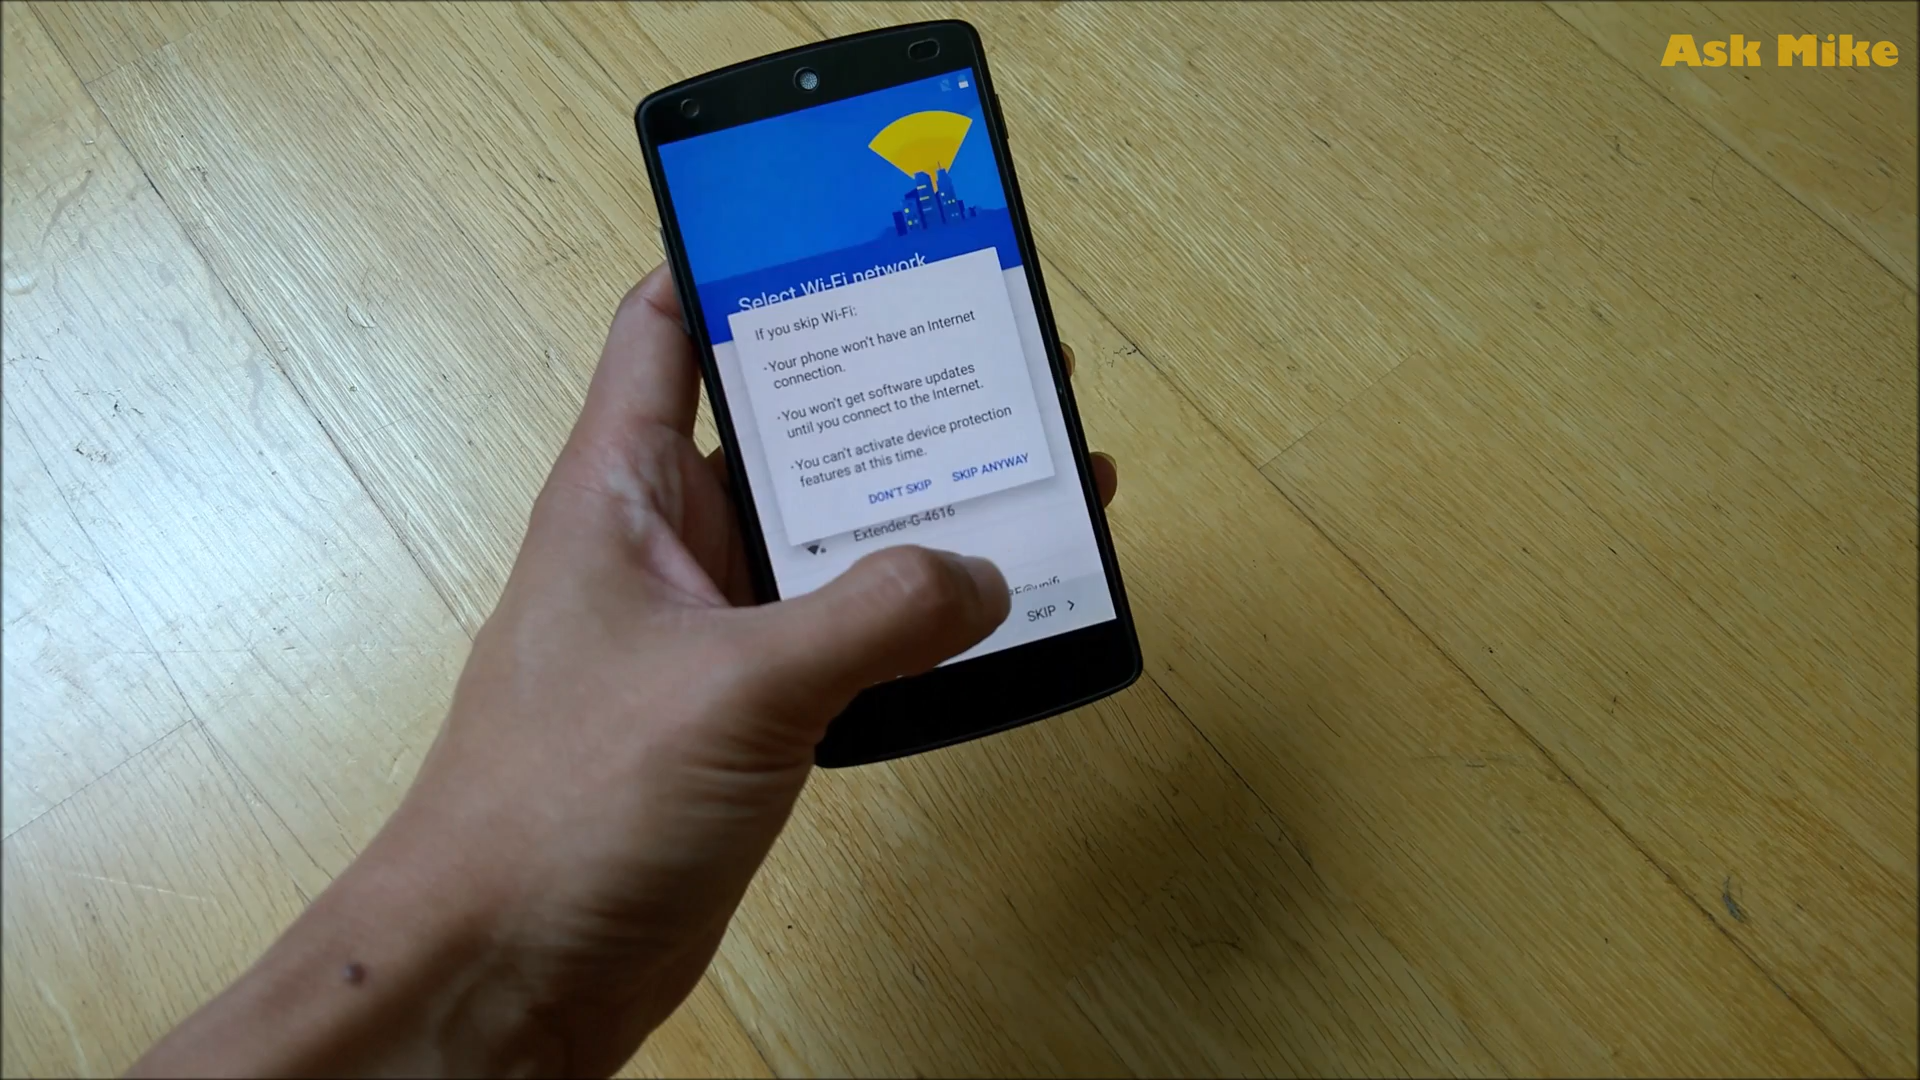 Ask Mike
Select Wi-Fi network
If you skip Wi-Fi:
•Your phone won't have an Internet
connection.
•You won't get software updates
until you connect to the Internet.
•You can't activate device protection
features at this time.
DON'T SKIP SKIP ANYWAY
Extender-G-4616
SKIP